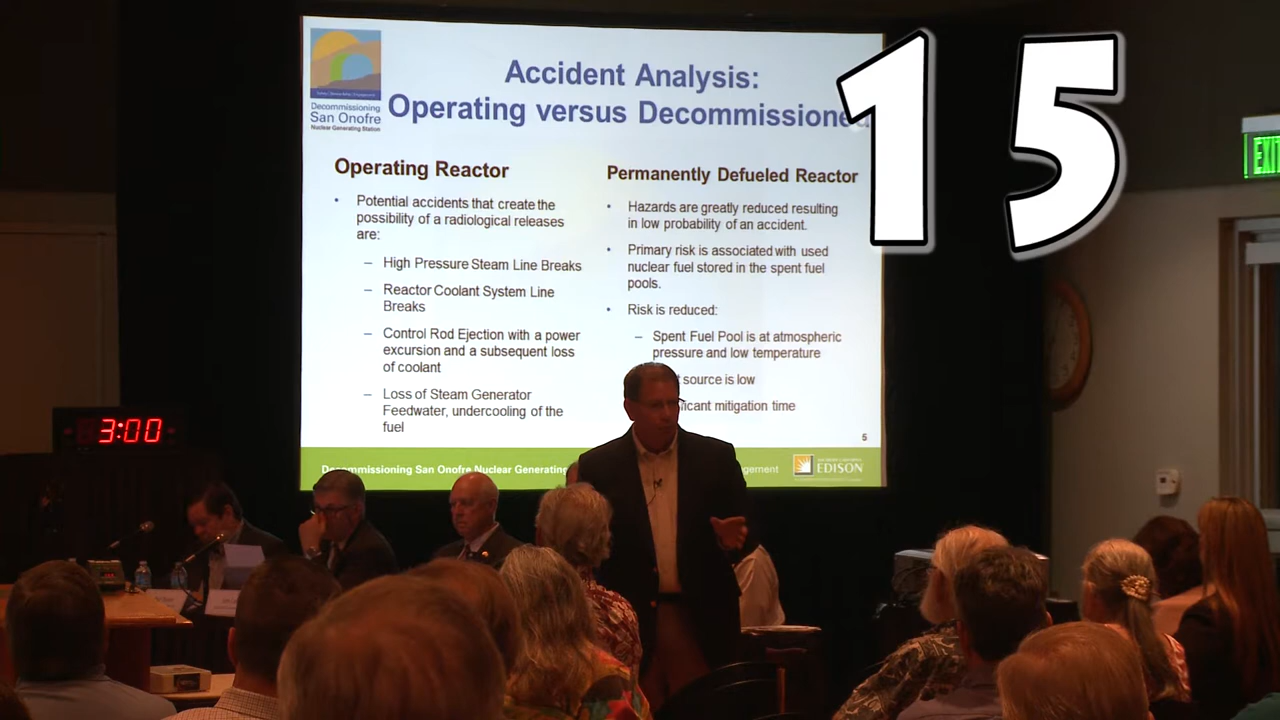 15
Accident Analysis:
Operating versus Decommissioned
Decommissioning
San Onofre
Nuclear Generating Station
Operating Reactor
• Potential accidents that create the
possibility of a radiological releases
are:
– High Pressure Steam Line Breaks
– Reactor Coolant System Line
Breaks
– Control Rod Ejection with a power
excursion and a subsequent loss
of coolant
– Loss of Steam Generator
Feedwater, undercooling of the
fuel
Permanently Defueled Reactor
• Hazards are greatly reduced resulting
in low probability of an accident.
• Primary risk is associated with used
nuclear fuel stored in the spent fuel
pools.
• Risk is reduced:
– Spent Fuel Pool is at atmospheric
pressure and low temperature
source is low
mitigation time
5
Decommissioning San Onofre Nuclear Generating
EDISON
EXIT
3:00